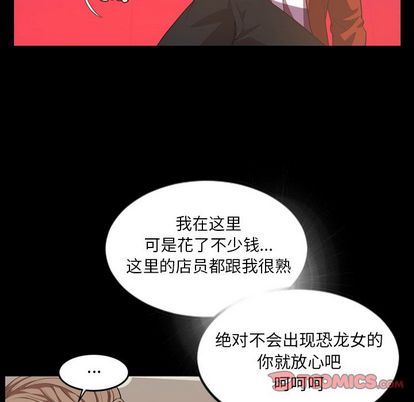 我在这里
可是花了不少钱...
这里的店员都跟我很熟
绝对不会出现恐龙女的
你就放心吧
呵呵呵
...